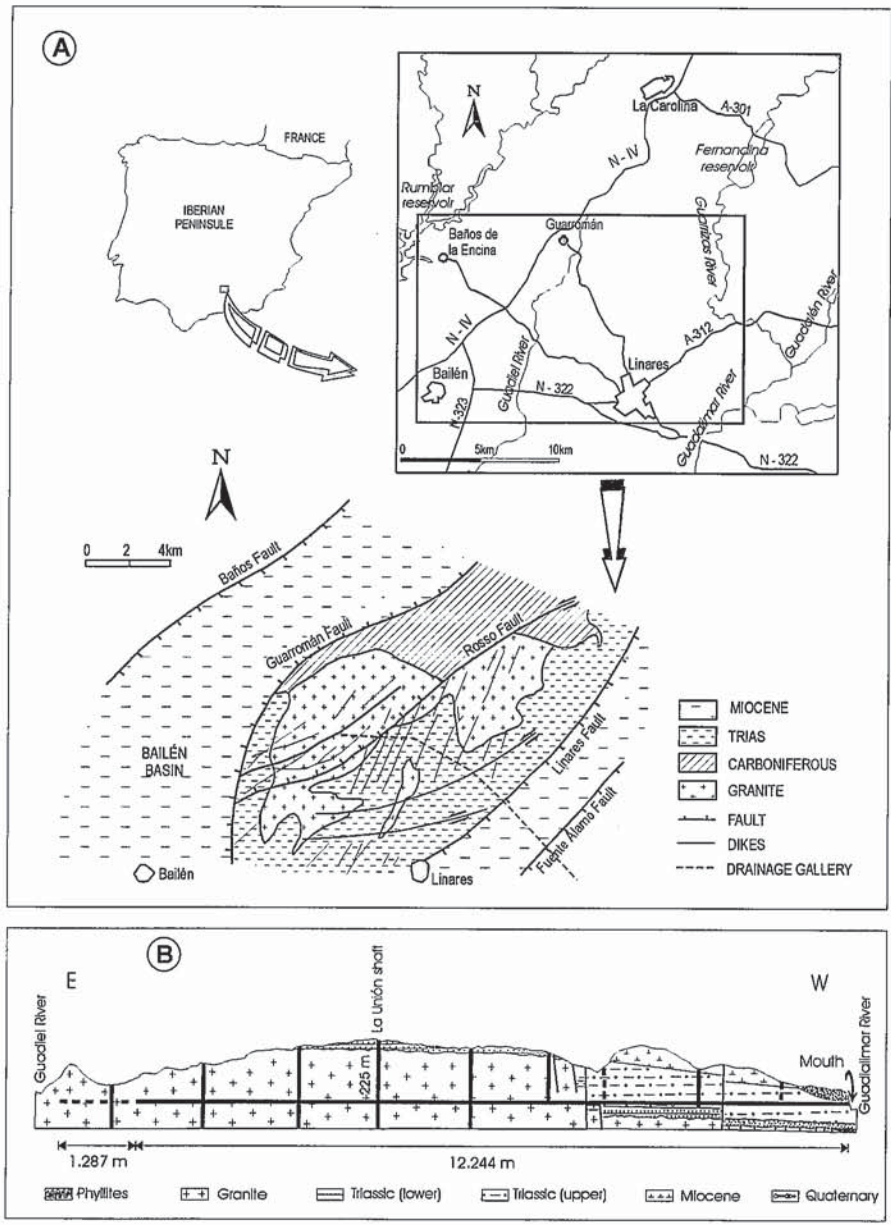 A
FRANCE
IBERIAN
PENINSULE
N
La Carolina
A-301
N-IV
Fernandina
reservoir
Rumblar
reservoir
Guarrizas River
Baños de
la Encina
Guarromán
Guadalén River
N-IV
A-312
Linares
Bailén
Guadiel River
N-322
N-323
Guadalimar River
0 5km 10km
N-322
N
0 2 4km
Baños Fault
Guarromán Fault
Rosso Fault
Linares Fault
Fuente Álamo Fault
BAILÉN
BASIN
Bailén
Linares
MIOCENE
TRIAS
CARBONIFEROUS
GRANITE
FAULT
DIKES
DRAINAGE GALLERY
B
E
W
Guadiel River
La Unión shaft
225 m
Mouth
Guadalimar River
1.287 m
12.244 m
Phyllites
Granite
Triassic (lower)
Triassic (upper)
Miocene
Quaternary